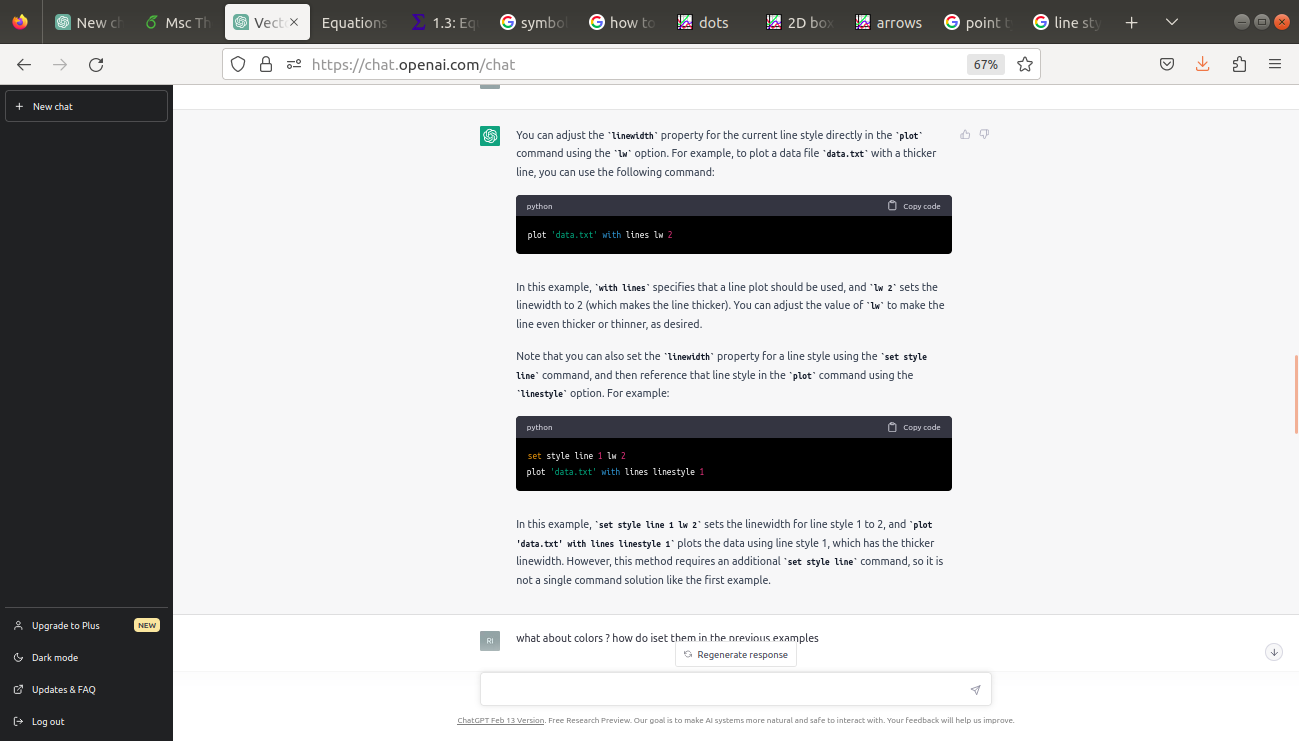 New ch
Msc Th
Vect
Equations
1.3: Eq
symbol
how to
dots
2D box
arrows
point t
line sty
https://chat.openai.com/chat
67%
New chat
You can adjust the `linewidth` property for the current line style directly in the `plot`
command using the `lw` option. For example, to plot a data file `data.txt` with a thicker
line, you can use the following command:
python
Copy code
plot 'data.txt' with lines lw 2
In this example, `with lines` specifies that a line plot should be used, and `lw 2` sets the
linewidth to 2 (which makes the line thicker). You can adjust the value of `lw` to make the
line even thicker or thinner, as desired.
Note that you can also set the `linewidth` property for a line style using the `set style
line` command, and then reference that line style in the `plot` command using the
`linestyle` option. For example:
python
Copy code
set style line 1 lw 2
plot 'data.txt' with lines linestyle 1
In this example, `set style line 1 lw 2` sets the linewidth for line style 1 to 2, and `plot
'data.txt' with lines linestyle 1` plots the data using line style 1, which has the thicker
linewidth. However, this method requires an additional `set style line` command, so it is
not a single command solution like the first example.
RI
what about colors ? how do iset them in the previous examples
Regenerate response
Upgrade to Plus
NEW
Dark mode
Updates & FAQ
Log out
ChatGPT Feb 13 Version. Free Research Preview. Our goal is to make AI systems more natural and safe to interact with. Your feedback will help us improve.